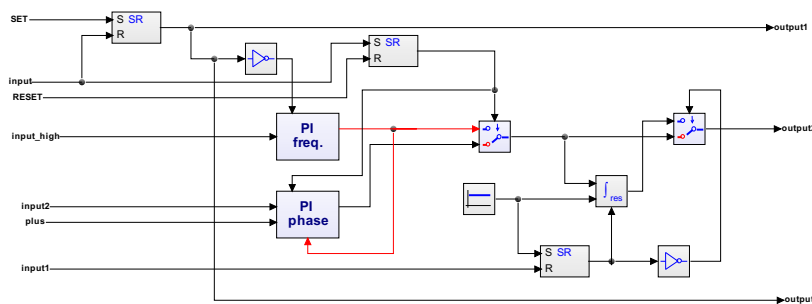 SET
S SR
R
output1
input
S SR
R
RESET
input_high
PI
freq.
output2
input2
plus
PI
phase
∫res
input1
S SR
R
output